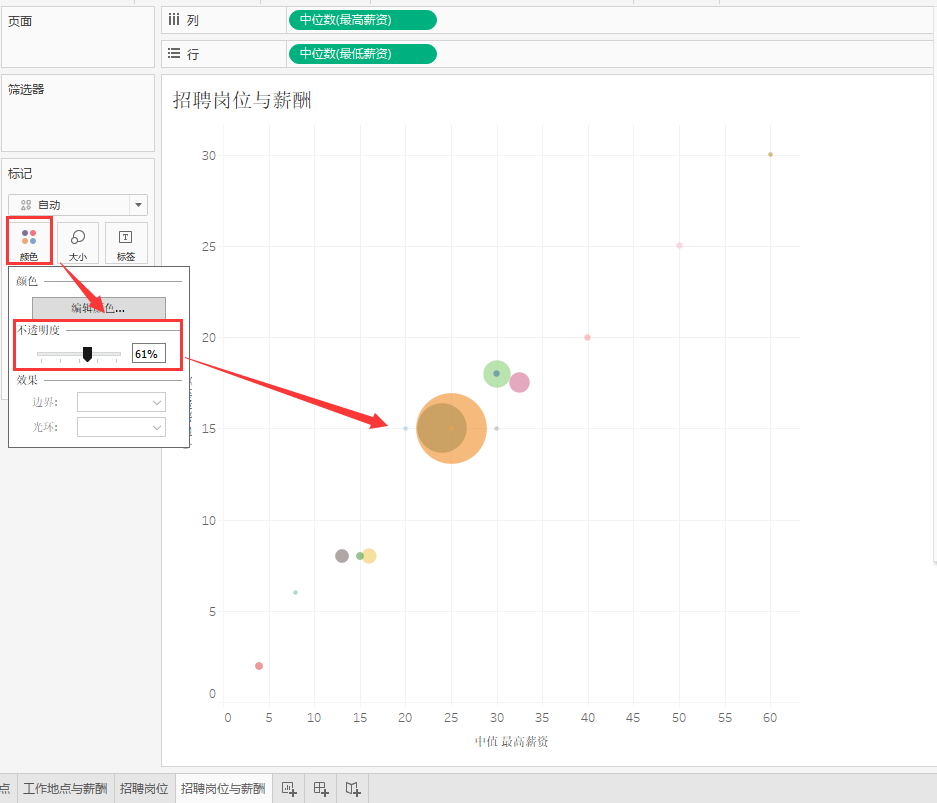 页面
列
中位数(最高薪资)
行
中位数(最低薪资)
筛选器
标记
自动
颜色
大小
标签
颜色
编辑颜色...
不透明度
61%
效果
边界:
光环:
招聘岗位与薪酬
30
25
20
15
10
5
0
0 5 10 15 20 25 30 35 40 45 50 55 60
中值 最高薪资
点
工作地点与薪酬
招聘岗位
招聘岗位与薪酬